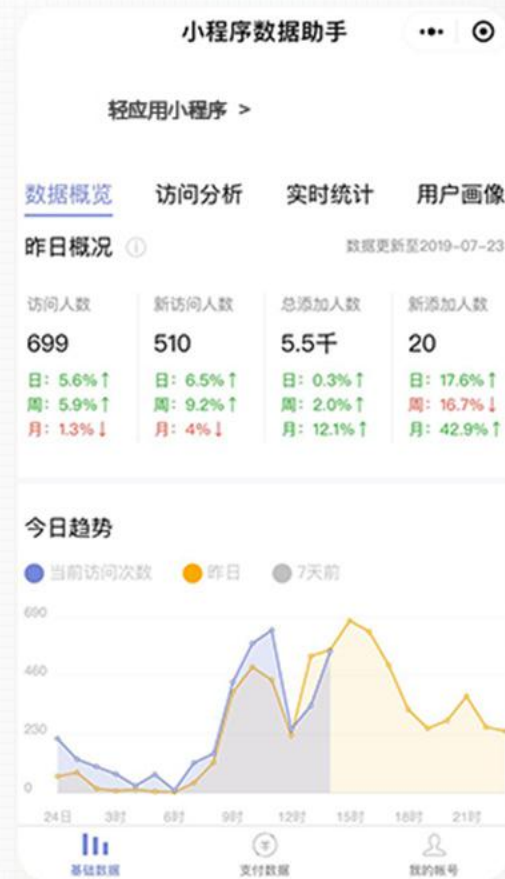 小程序数据助手
轻应用小程序 >
数据概览 访问分析 实时统计 用户画像
昨日概况 数据更新至2019-07-23
访问人数 新访问人数 总添加人数 新添加人数
699 510 5.5千 20
日: 5.6%↑ 日: 6.5%↑ 日: 0.3%↑ 日: 17.6%↑
周: 5.9%↑ 周: 9.2%↑ 周: 2.0%↑ 周: 16.7%↓
月: 1.3%↓ 月: 4%↓ 月: 12.1%↑ 月: 42.9%↑
今日趋势
当前访问次数 昨日 7天前
690
460
230
0
24日 3时 6时 9时 12时 15时 18时 21时
基础数据 支付数据 我的帐号